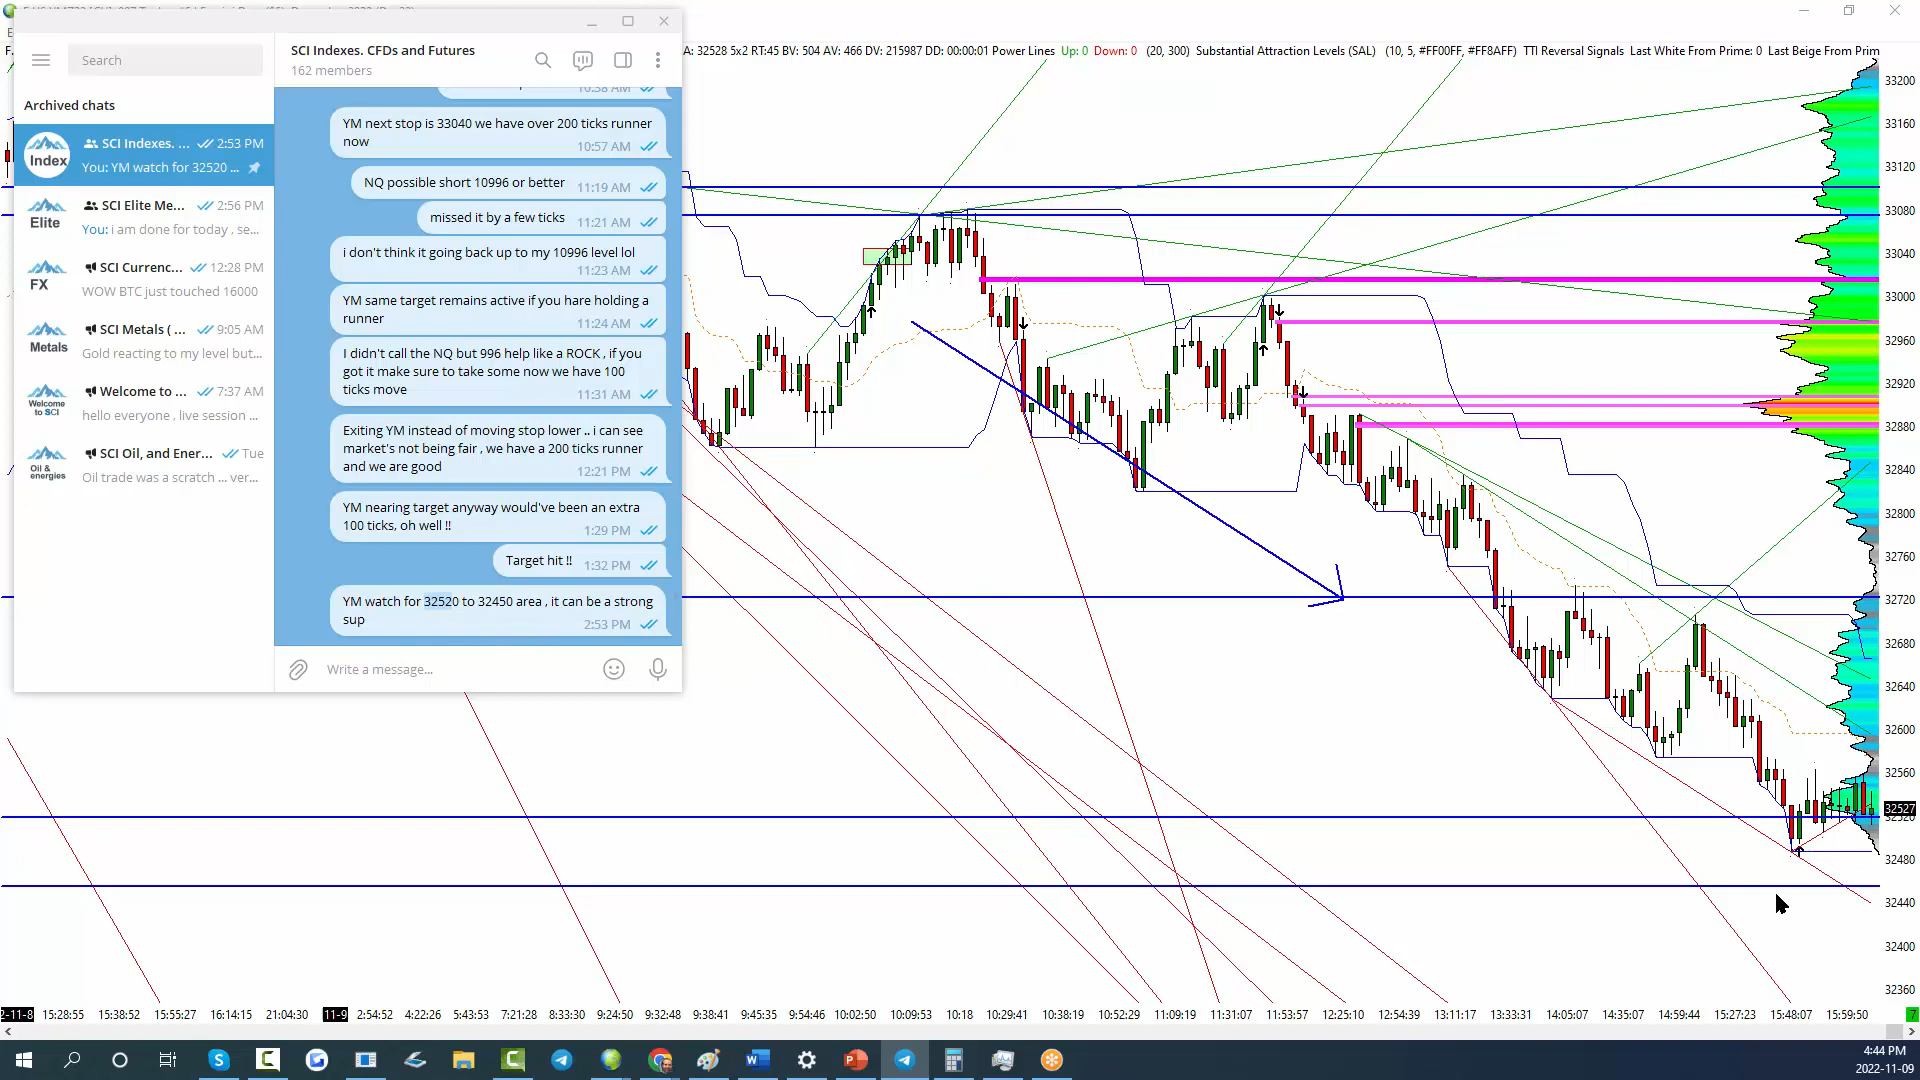 SCI Indexes. CFDs and Futures
162 members
Search
Archived chats
Index
SCI Indexes. ...
2:53 PM
You: YM watch for 32520 ...
Elite
SCI Elite Me...
2:56 PM
You: i am done for today , se...
FX
SCI Currenc...
12:28 PM
WOW BTC just touched 16000
Metals
SCI Metals ( ...
9:05 AM
Gold reacting to my level but...
Welcome to SCI
Welcome to ...
7:37 AM
hello everyone , live session ...
Oil & energies
SCI Oil, and Ener...
Tue
Oil trade was a scratch ... ver...
10:38 AM
YM next stop is 33040 we have over 200 ticks runner
now
10:57 AM
NQ possible short 10996 or better
11:19 AM
missed it by a few ticks
11:21 AM
i don't think it going back up to my 10996 level lol
11:23 AM
YM same target remains active if you hare holding a
runner
11:24 AM
I didn't call the NQ but 996 help like a ROCK , if you
got it make sure to take some now we have 100
ticks move
11:31 AM
Exiting YM instead of moving stop lower .. i can see
market's not being fair , we have a 200 ticks runner
and we are good
12:21 PM
YM nearing target anyway would've been an extra
100 ticks, oh well !!
1:29 PM
Target hit !!
1:32 PM
YM watch for 32520 to 32450 area , it can be a strong
sup
2:53 PM
Write a message...
A: 32528 5x2 RT:45 BV: 504 AV: 466 DV: 215987 DD: 00:00:01 Power Lines Up: 0 Down: 0 (20, 300) Substantial Attraction Levels (SAL) (10, 5, #FF00FF, #FF8AFF) TTI Reversal Signals Last White From Prime: 0 Last Beige From Prim
33200
33160
33120
33080
33040
33000
32960
32920
32880
32840
32800
32760
32720
32680
32640
32600
32560
32527
32520
32480
32440
32400
32360
2-11-8 15:28:55 15:38:52 15:55:27 16:14:15 21:04:30 11-9 2:54:52 4:22:26 5:43:53 7:21:28 8:33:30 9:24:50 9:32:48 9:38:41 9:45:35 9:54:46 10:02:50 10:09:53 10:18 10:29:41 10:38:19 10:52:29 11:09:19 11:31:07 11:53:57 12:25:10 12:54:39 13:11:17 13:33:31 14:05:07 14:35:07 14:59:44 15:27:23 15:48:07 15:59:50
7
4:44 PM
2022-11-09